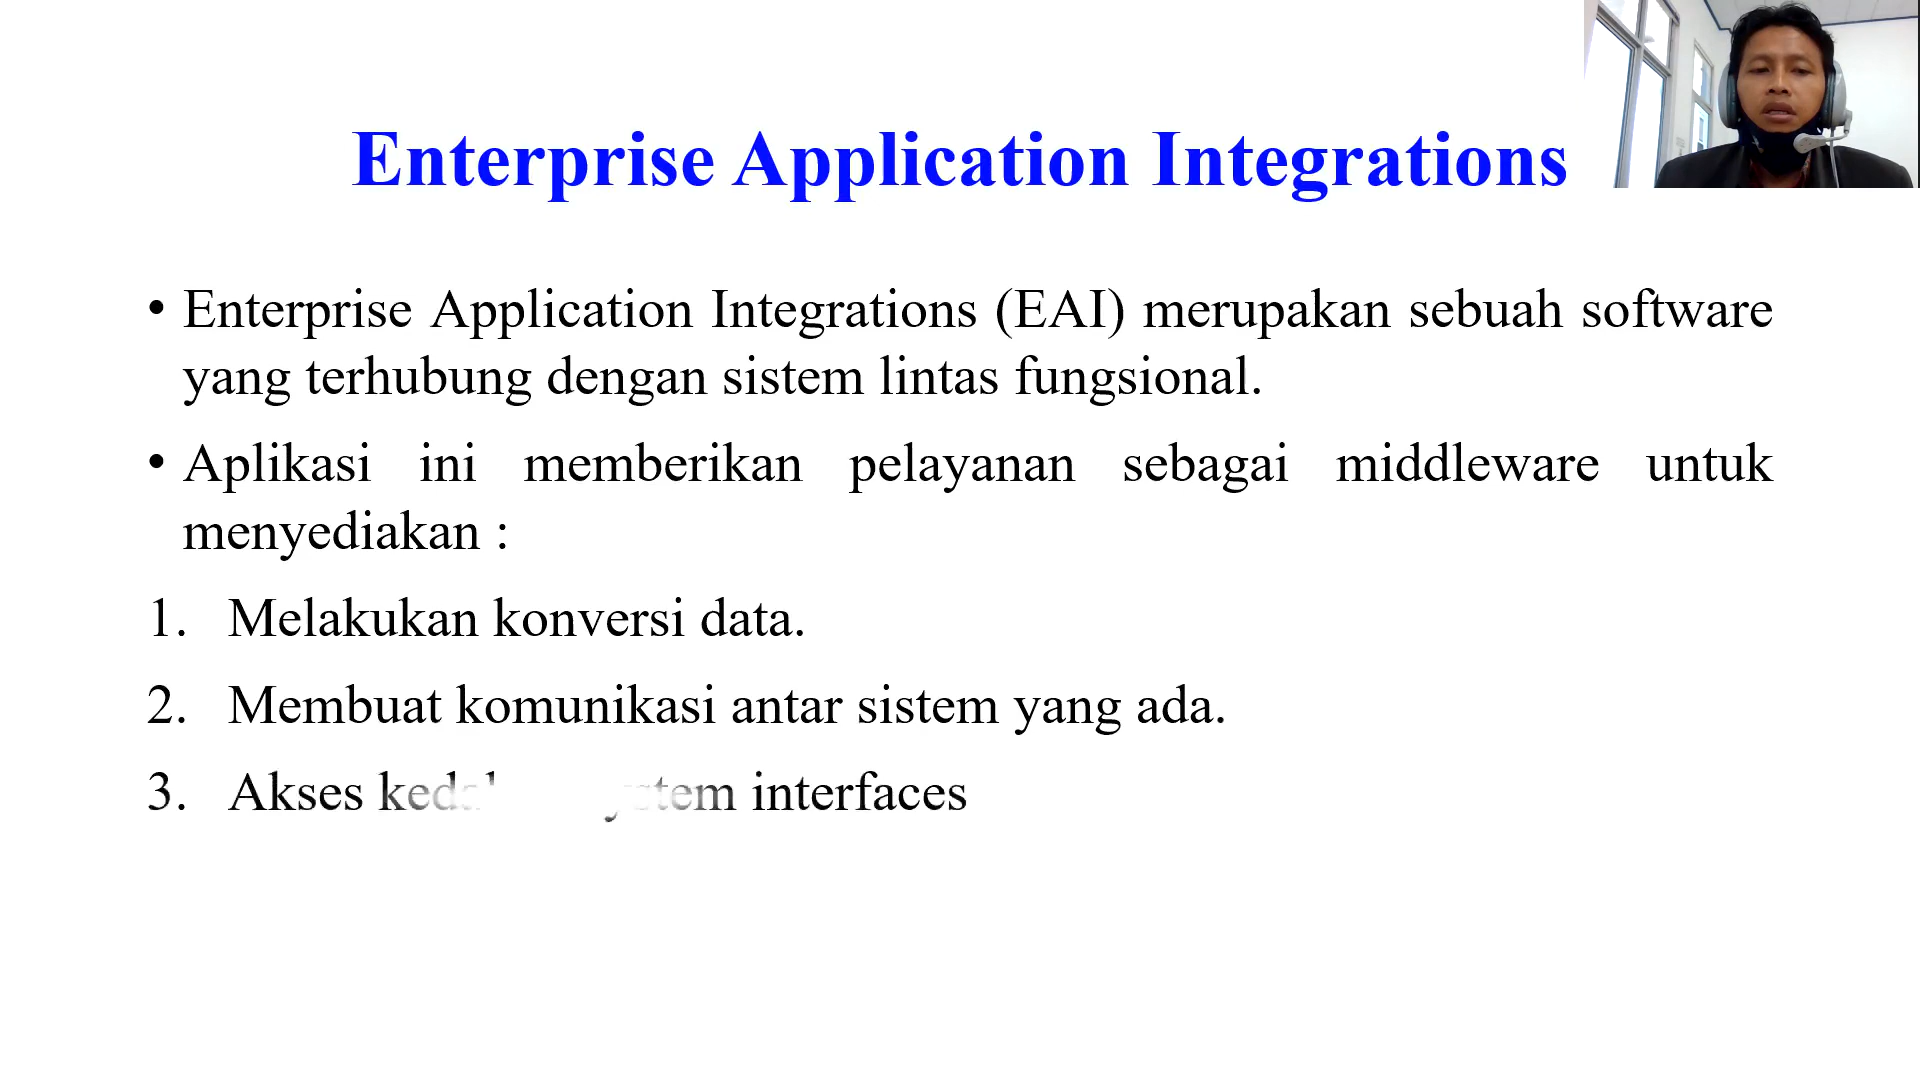 Enterprise Application Integrations
• Enterprise Application Integrations (EAI) merupakan sebuah software
yang terhubung dengan sistem lintas fungsional.
• Aplikasi ini memberikan pelayanan sebagai middleware untuk
menyediakan :
1. Melakukan konversi data.
2. Membuat komunikasi antar sistem yang ada.
3. Akses interfaces